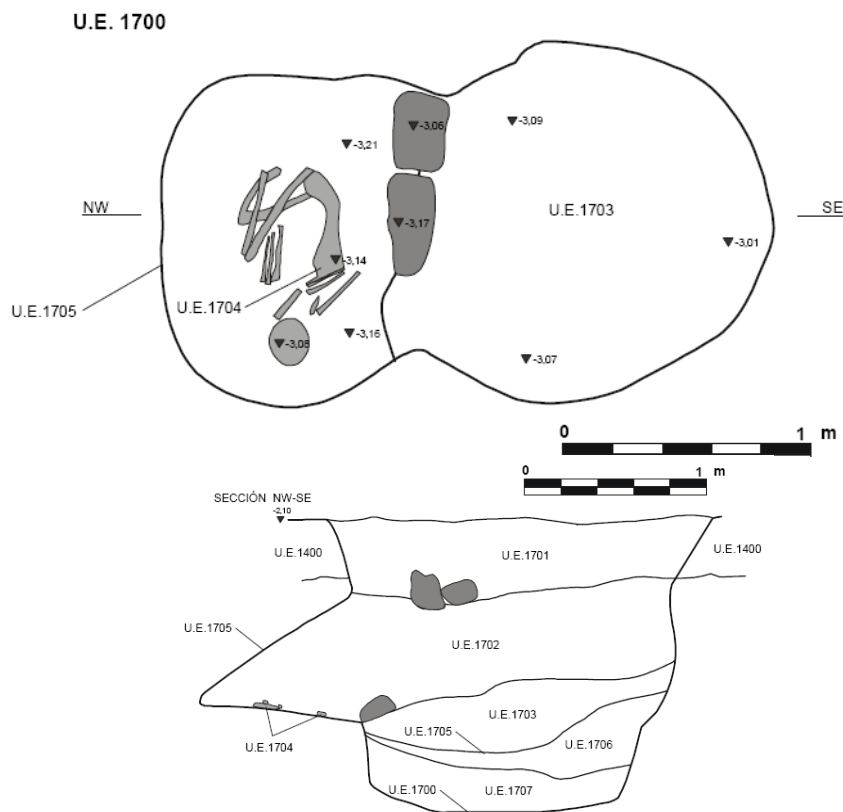 U.E. 1700
-3,06
-3,09
-3,21
U.E.1703
NW
-3,17
SE
-3,01
-3,14
U.E.1704
U.E.1705
-3,16
-3,08
-3,07
0 1 m
0 1 m
SECCIÓN NW-SE
-2,10
U.E.1400
U.E.1701
U.E.1400
U.E.1705
U.E.1702
U.E.1703
U.E.1705
U.E.1706
U.E.1704
U.E.1700
U.E.1707